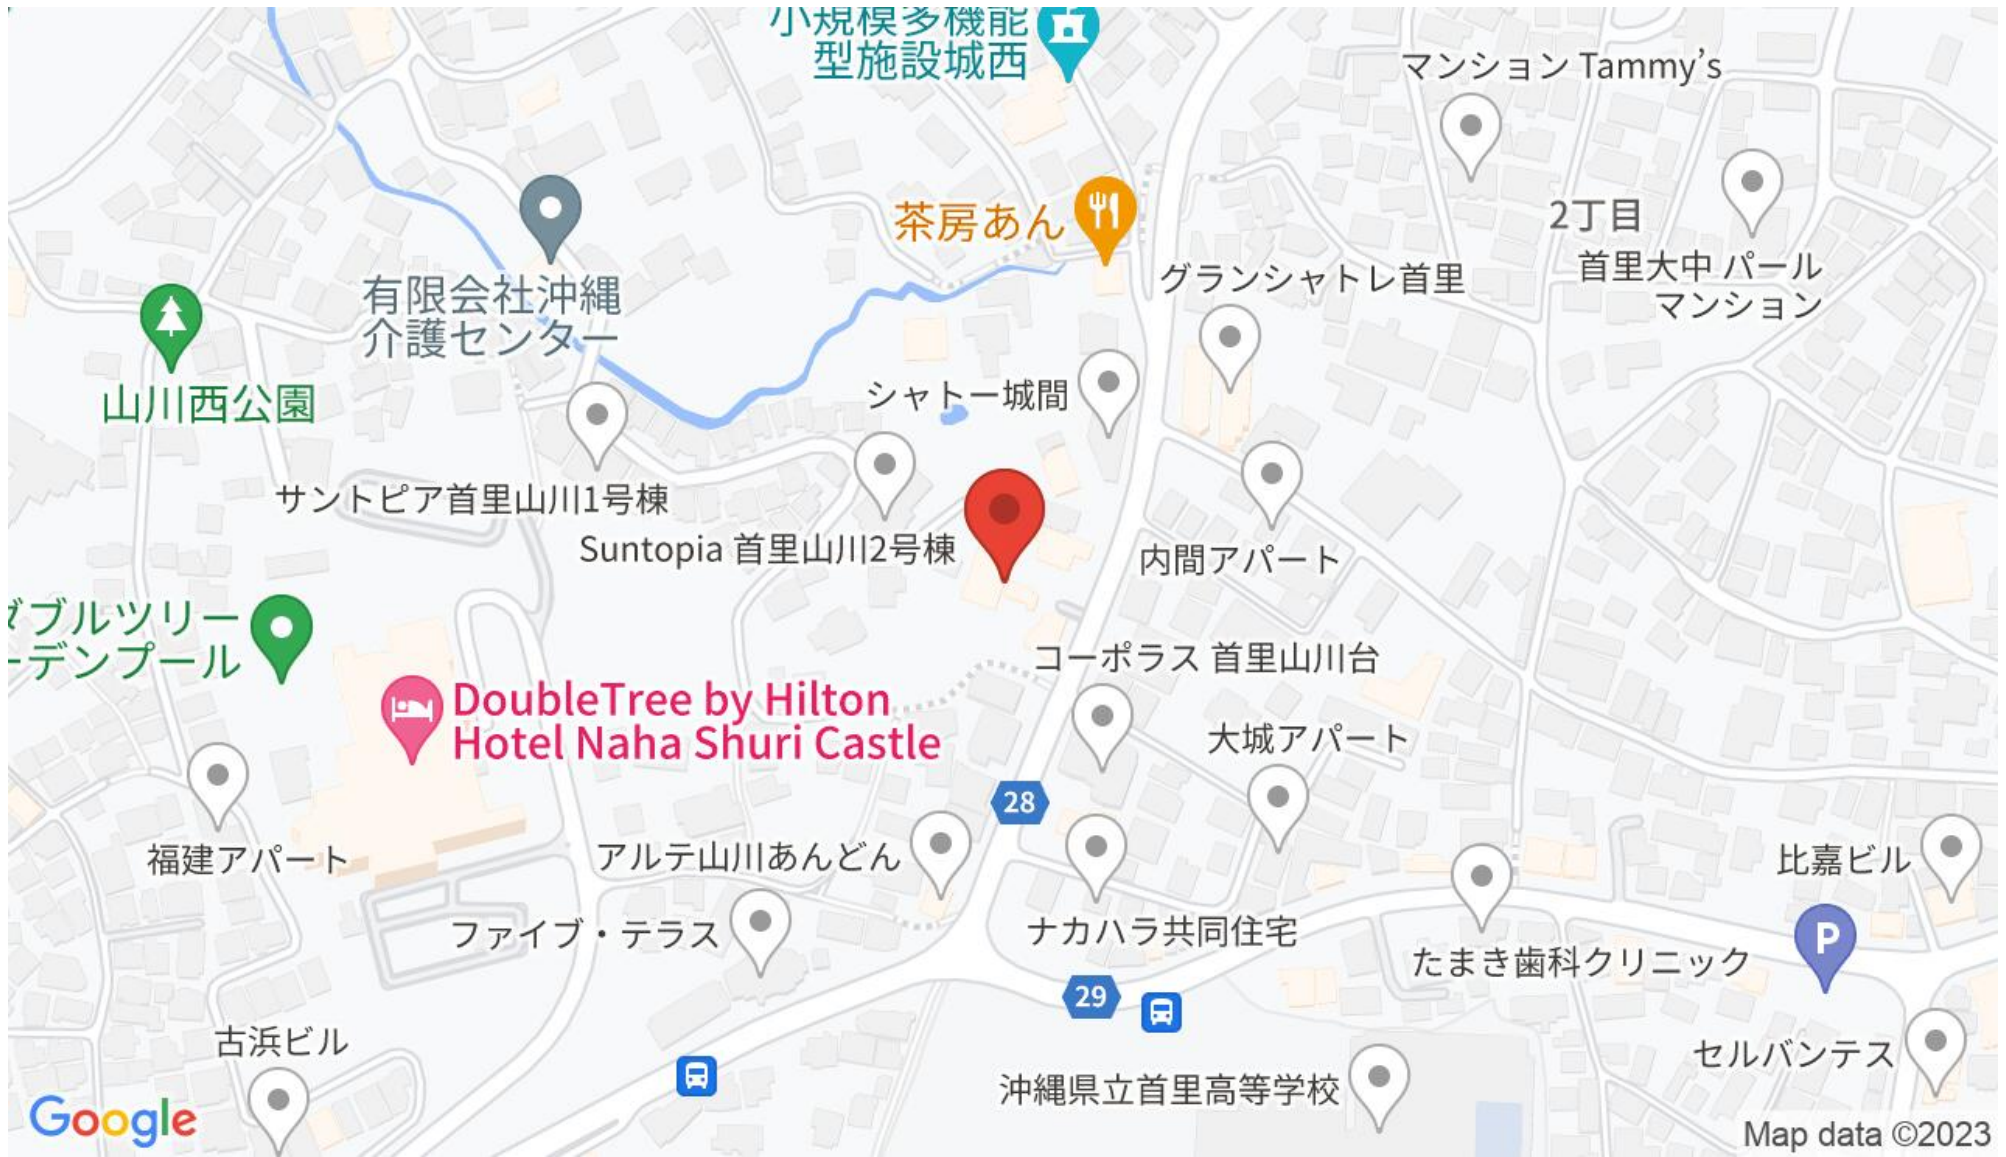 小規模多機能
型施設城西
マンション Tammy's
茶房あん
2丁目
有限会社沖縄
介護センター
グランシャトレ首里
首里大中 パール
マンション
山川西公園
シャトー城間
サントピア首里山川1号棟
Suntopia 首里山川2号棟
内間アパート
ダブルツリー
ーデンプール
コーポラス 首里山川台
DoubleTree by Hilton
Hotel Naha Shuri Castle
大城アパート
28
福建アパート
アルテ山川あんどん
比嘉ビル
ファイブ・テラス
ナカハラ共同住宅
たまき歯科クリニック
P
29
古浜ビル
セルバンテス
沖縄県立首里高等学校
Google
Map data ©2023